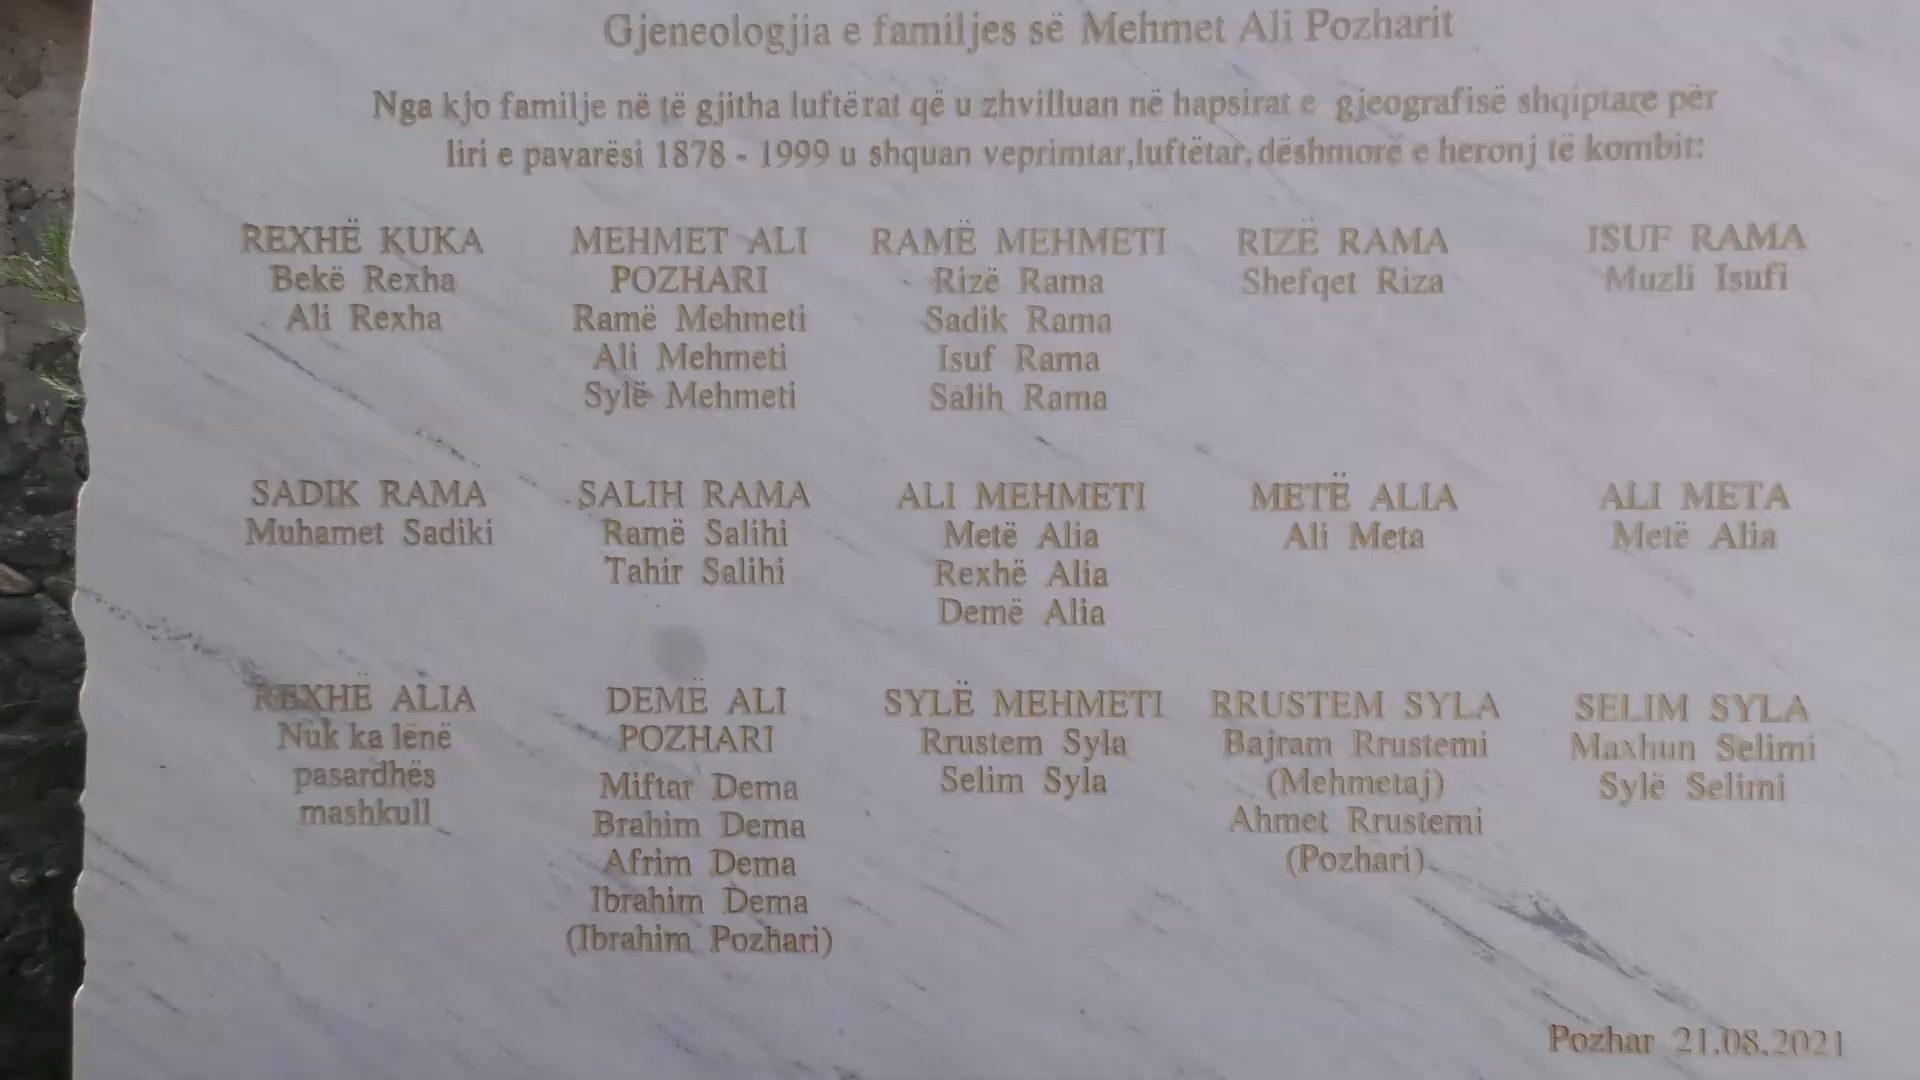 Gjeneologjia e familjes së Mehmet Ali Pozharit
Nga kjo familje në të gjitha luftërat që u zhvilluan në hapsirat e gjeografisë shqiptare për
liri e pavarësi 1878 - 1999 u shquan veprimtar,luftëtar, dëshmorë e heronj të kombit:
REXHË KUKA
Bekë Rexha
Ali Rexha
MEHMET ALI
POZHARI
Ramë Mehmeti
Ali Mehmeti
Sylë Mehmeti
RAMË MEHMETI
Rizë Rama
Sadik Rama
Isuf Rama
Salih Rama
RIZË RAMA
Shefqet Riza
ISUF RAMA
Muzli Isufi
SADIK RAMA
Muhamet Sadiki
SALIH RAMA
Ramë Salihi
Tahir Salihi
ALI MEHMETI
Metë Alia
Rexhë Alia
Demë Alia
METË ALIA
Ali Meta
ALI META
Metë Alia
REXHË ALIA
Nuk ka lënë
pasardhës
mashkull
DEMË ALI
POZHARI
Miftar Dema
Brahim Dema
Afrim Dema
Ibrahim Dema
(Ibrahim Pozhari)
SYLË MEHMETI
Rrustem Syla
Selim Syla
RRUSTEM SYLA
Bajram Rrustemi
(Mehmetaj)
Ahmet Rrustemi
(Pozhari)
SELIM SYLA
Maxhun Selimi
Sylë Selimi
Pozhar 21.08.2021